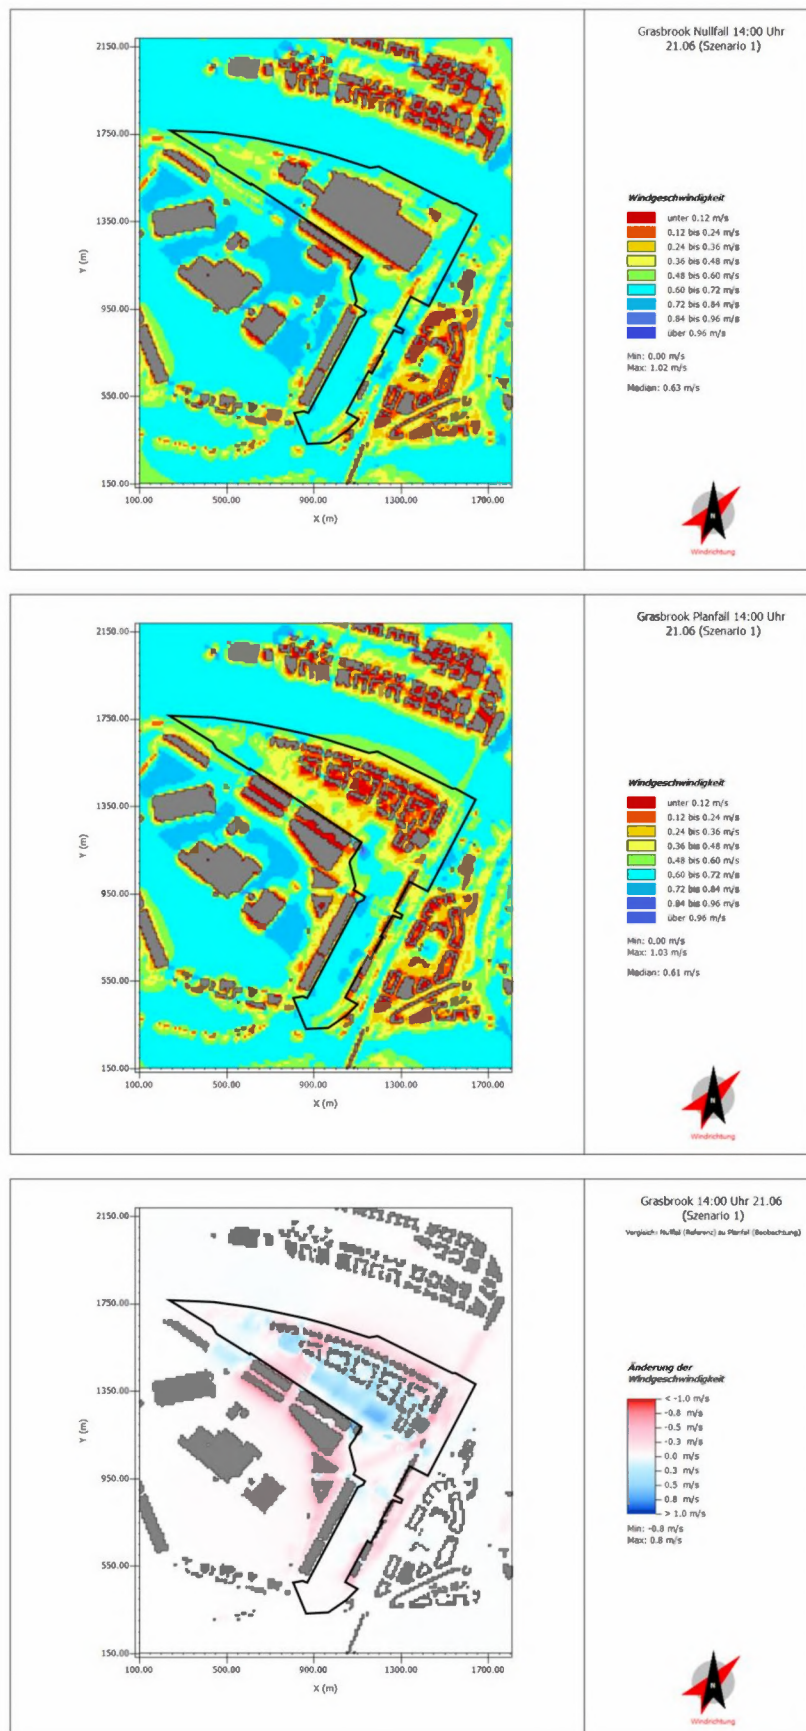 Grasbrook Nullfall 14:00 Uhr
21.06 (Szenario 1)
2150.00
1750.00
1350.00
950.00
550.00
150.00
Y (m)
100.00 500.00 900.00 1300.00 1700.00
X (m)
Windgeschwindigkeit
unter 0.12 m/s
0.12 bis 0.24 m/s
0.24 bis 0.36 m/s
0.36 bis 0.48 m/s
0.48 bis 0.60 m/s
0.60 bis 0.72 m/s
0.72 bis 0.84 m/s
0.84 bis 0.96 m/s
über 0.96 m/s
Min: 0.00 m/s
Max: 1.02 m/s
Median: 0.63 m/s
N
Windrichtung
Grasbrook Planfall 14:00 Uhr
21.06 (Szenario 1)
2150.00
1750.00
1350.00
950.00
550.00
150.00
Y (m)
100.00 500.00 900.00 1300.00 1700.00
X (m)
Windgeschwindigkeit
unter 0.12 m/s
0.12 bis 0.24 m/s
0.24 bis 0.36 m/s
0.36 bis 0.48 m/s
0.48 bis 0.60 m/s
0.60 bis 0.72 m/s
0.72 bis 0.84 m/s
0.84 bis 0.96 m/s
über 0.96 m/s
Min: 0.00 m/s
Max: 1.03 m/s
Median: 0.61 m/s
N
Windrichtung
Grasbrook 14:00 Uhr 21.06
(Szenario 1)
Vergleich: Nullfall (Referenz) zu Planfall (Beobachtung)
2150.00
1750.00
1350.00
950.00
550.00
150.00
Y (m)
100.00 500.00 900.00 1300.00 1700.00
X (m)
Änderung der
Windgeschwindigkeit
< -1.0 m/s
-0.8 m/s
-0.5 m/s
-0.3 m/s
0.0 m/s
0.3 m/s
0.5 m/s
0.8 m/s
> 1.0 m/s
Min: -0.8 m/s
Max: 0.8 m/s
N
Windrichtung